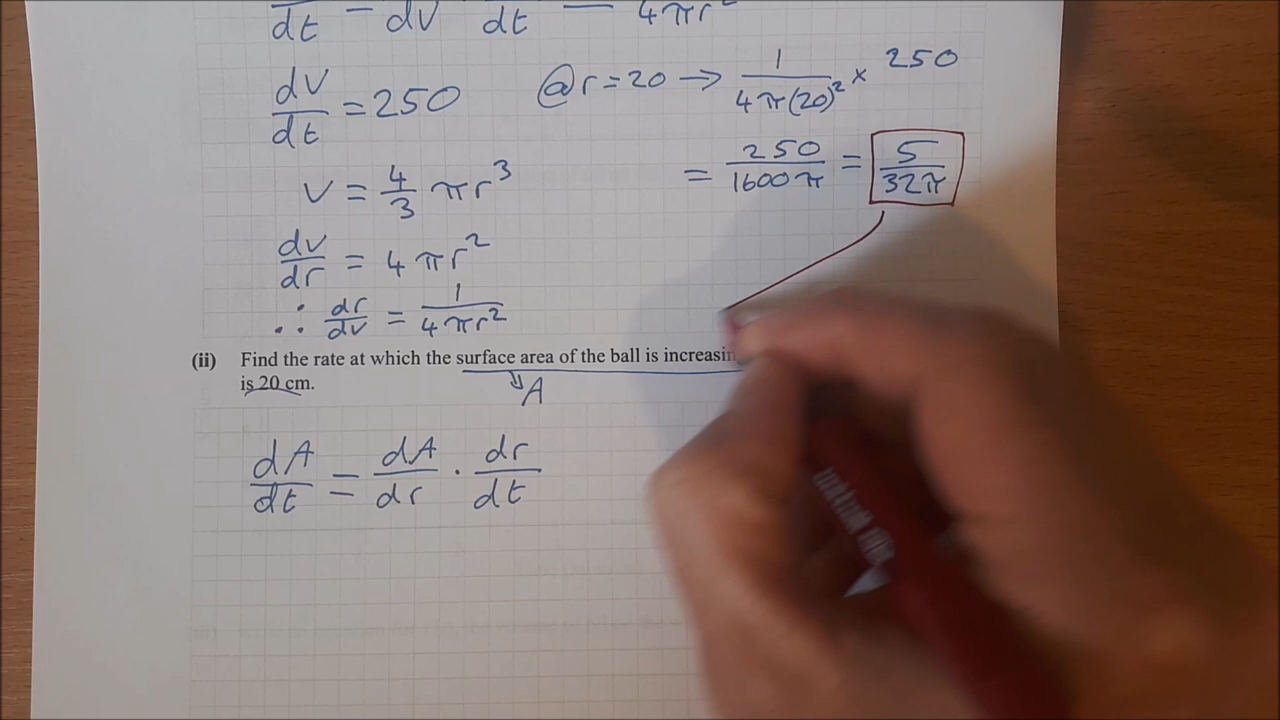 dt = dV dt = 4πr²
dV/dt = 250 @r=20 → 1/4π(20)² × 250
= 250/1600π = 5/32π
V = 4/3 πr³
dv/dr = 4πr²
∴ dr/dv = 1/4πr²
(ii) Find the rate at which the surface area of the ball is
is 20 cm.
A
dA/dt = dA/dr · dr/dt